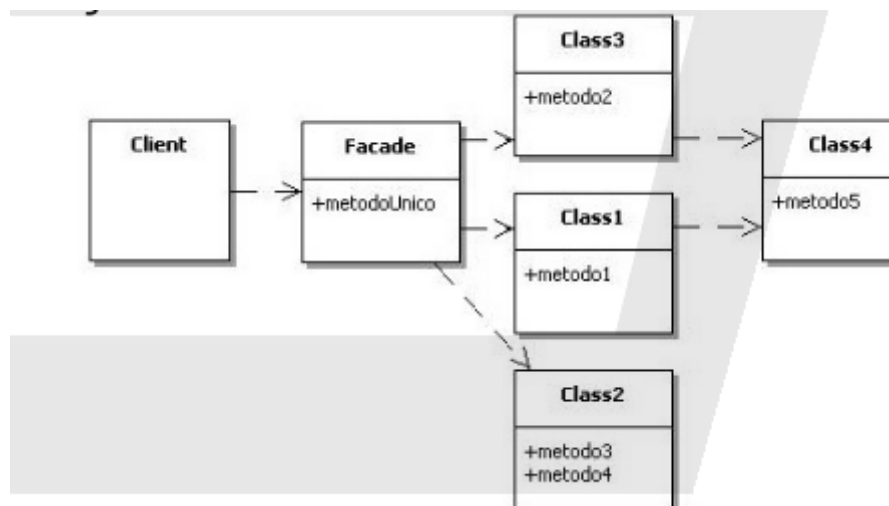 Class3
+metodo2
Client
Facade
+metodoUnico
Class4
+metodo5
Class1
+metodo1
Class2
+metodo3
+metodo4